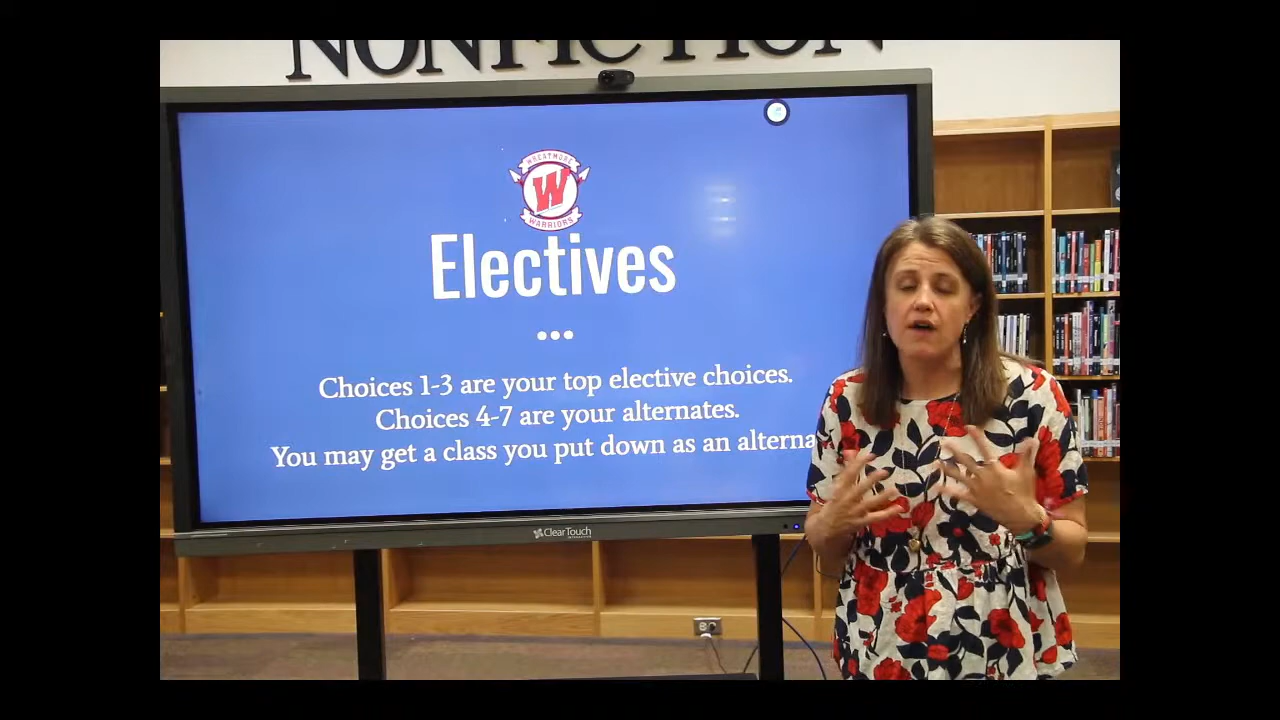 NONFICTION
WHEATMORE
W
WARRIORS
Electives
Choices 1-3 are your top elective choices.
Choices 4-7 are your alternates.
You may get a class you put down as an alterna
ClearTouch